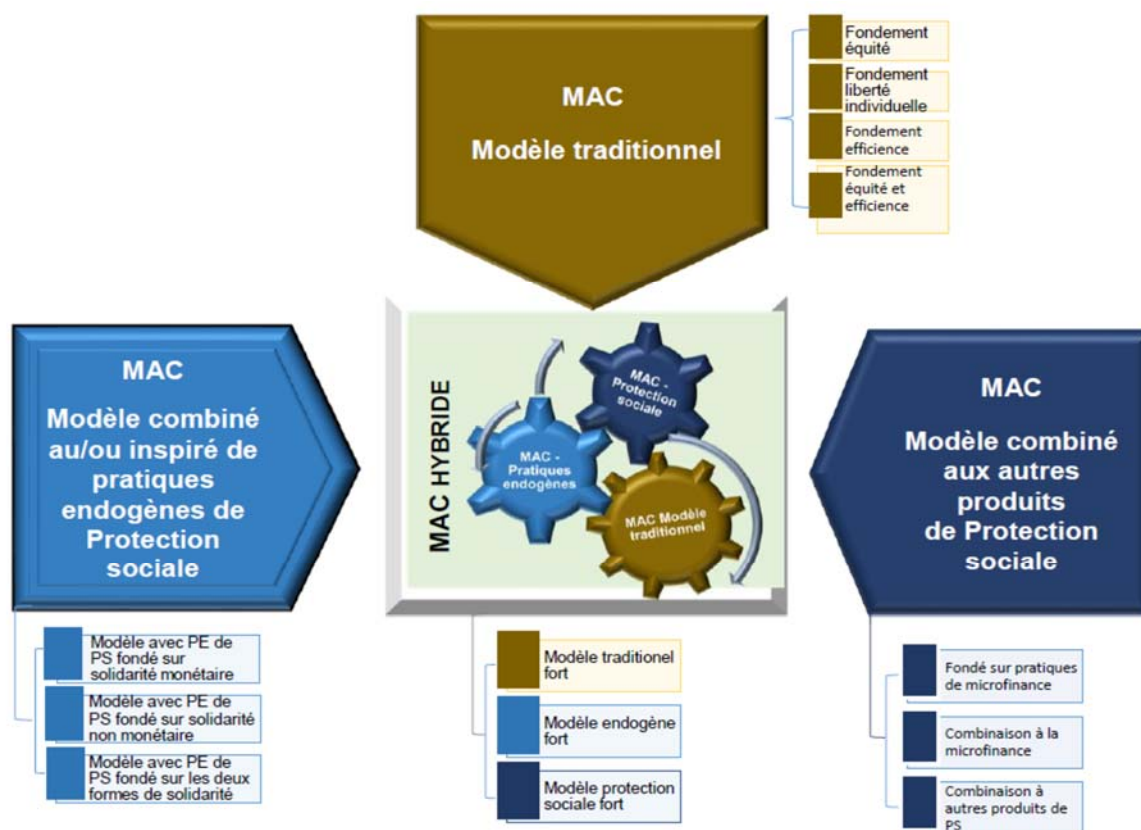 MAC
Modèle traditionnel
Fondement
équité
Fondement
liberté
individuelle
Fondement
efficience
Fondement
équité et
efficience
MAC
Modèle combiné
au/ou inspiré de
pratiques
endogènes de
Protection
sociale
MAC HYBRIDE
MAC -
Protection
sociale
MAC -
Pratiques
endogènes
MAC Modèle
traditionnel
MAC
Modèle combiné
aux autres
produits
de Protection
sociale
Modèle avec PE de
PS fondé sur
solidarité monétaire
Modèle avec PE de
PS fondé sur solidarité
non monétaire
Modèle avec PE de
PS fondé sur les deux
formes de solidarité
Modèle traditionel
fort
Modèle endogène
fort
Modèle protection
sociale fort
Fondé sur pratiques
de microfinance
Combinaison à la
microfinance
Combinaison à
autres produits de
PS